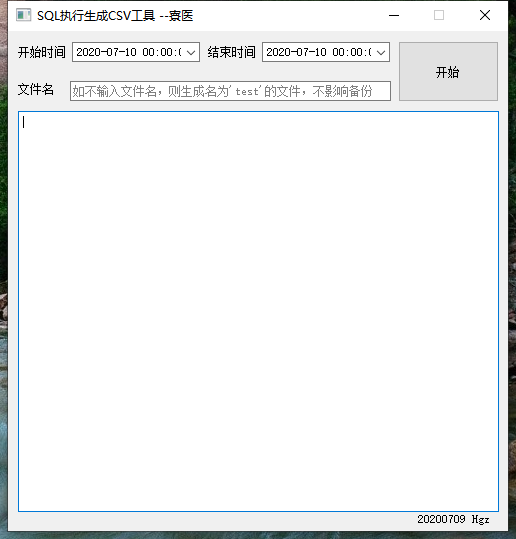 SQL执行生成CSV工具 --寮医
开始时间 2020-07-10 00:00:0 结束时间 2020-07-10 00:00:0 开始
文件名 如不输入文件名，则生成名为'test'的文件，不影响备份
20200709 Hgz